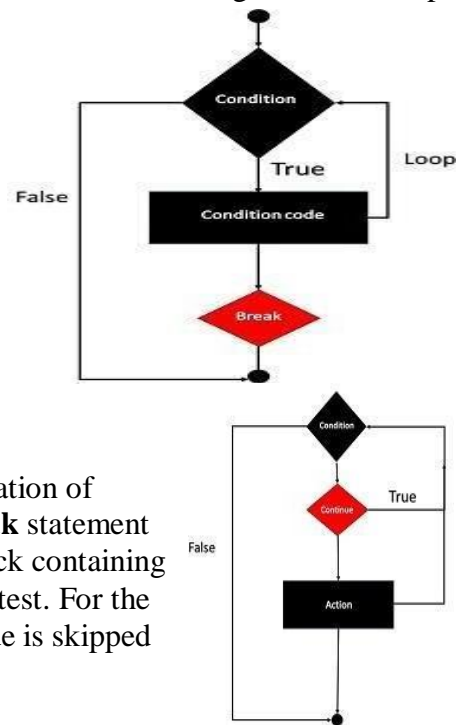 Condition
True
Loop
False
Condition code
Break
Condition
Continue
True
False
Action
ation of
k statement
ck containing
test. For the
e is skipped